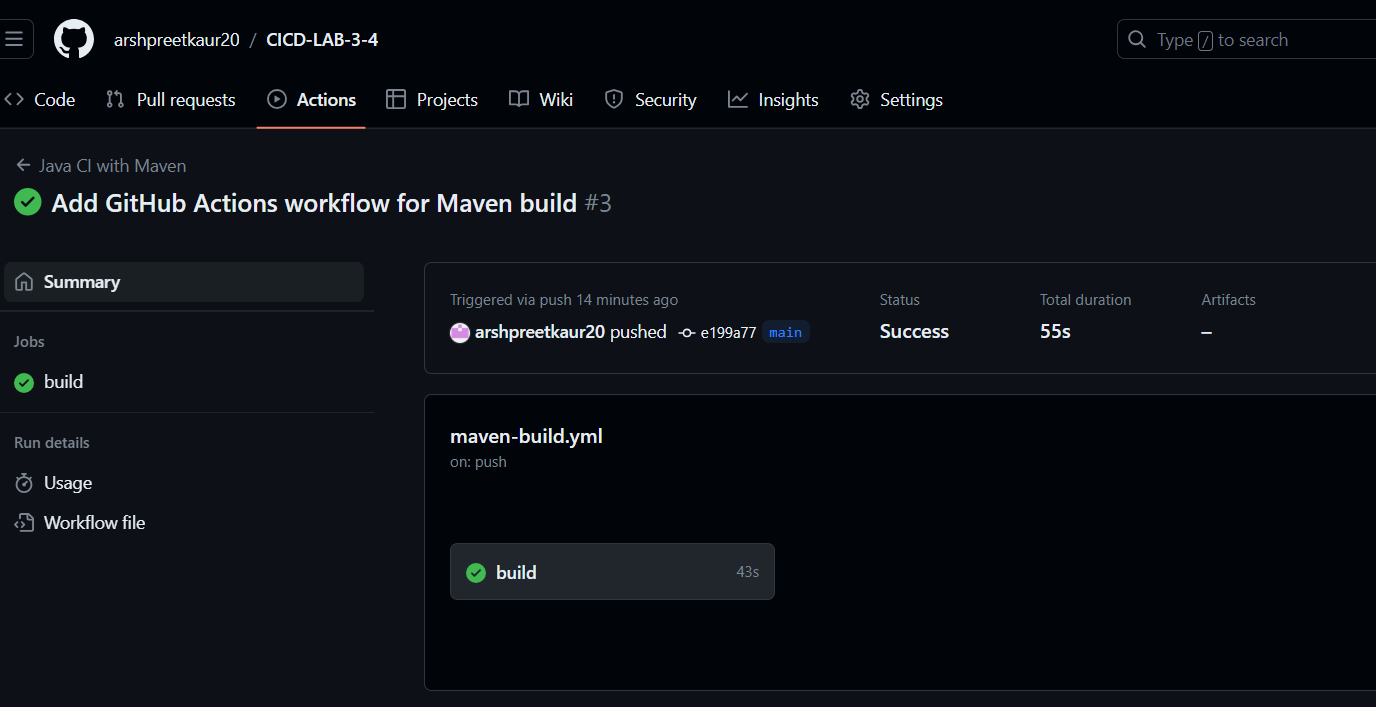 arshpreetkaur20 / CICD-LAB-3-4
Type / to search
Code Pull requests Actions Projects Wiki Security Insights Settings
Java CI with Maven
Add GitHub Actions workflow for Maven build #3
Summary
Jobs
build
Run details
Usage
Workflow file
Triggered via push 14 minutes ago
arshpreetkaur20 pushed e199a77 main
Status
Success
Total duration
55s
Artifacts
–
maven-build.yml
on: push
build 43s